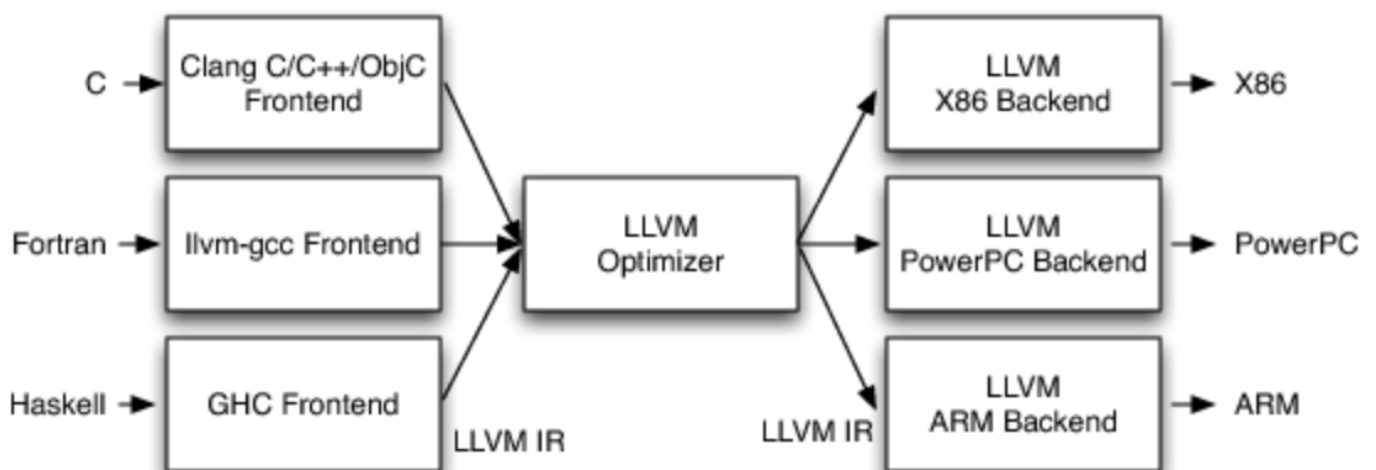 C
Clang C/C++/ObjC
Frontend
LLVM
X86 Backend
X86
Fortran
llvm-gcc Frontend
LLVM
Optimizer
LLVM
PowerPC Backend
PowerPC
Haskell
GHC Frontend
LLVM IR
LLVM IR
LLVM
ARM Backend
ARM